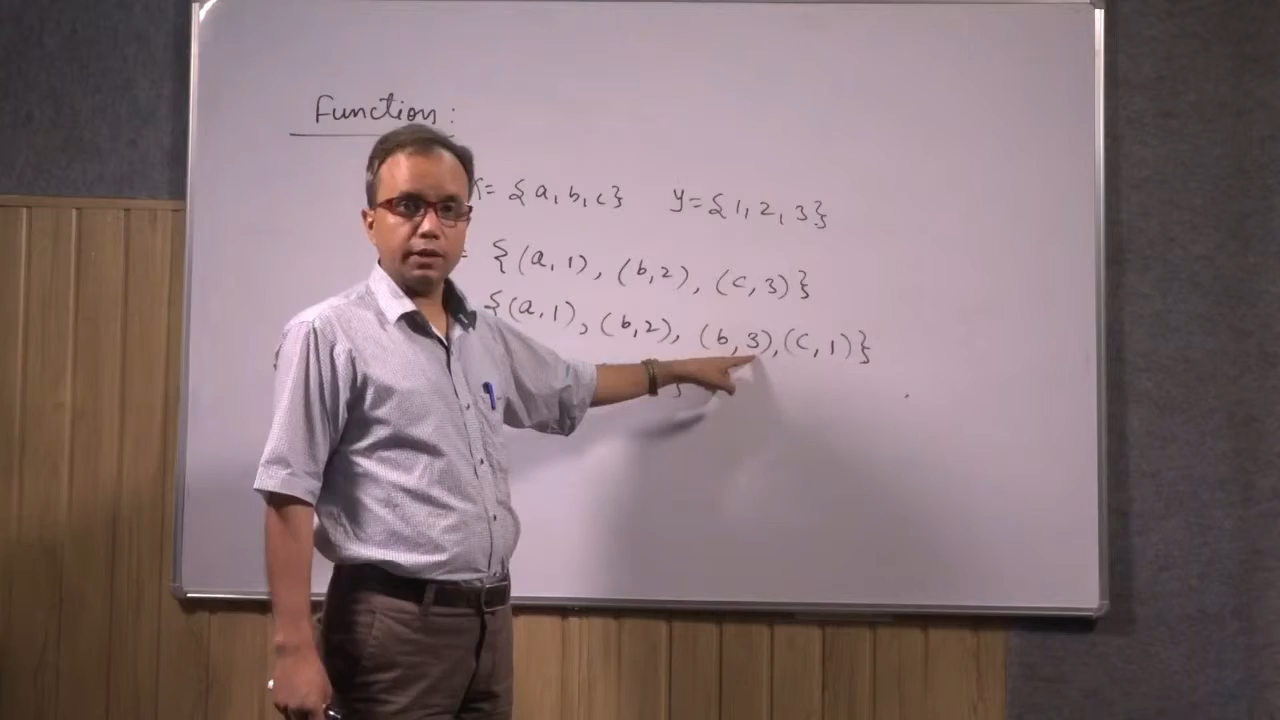 Function:
X= {a, b, c} Y={1, 2, 3}
= {(a, 1), (b,2), (c, 3)}
{(a, 1), (b,2), (b, 3), (c, 1)}
}